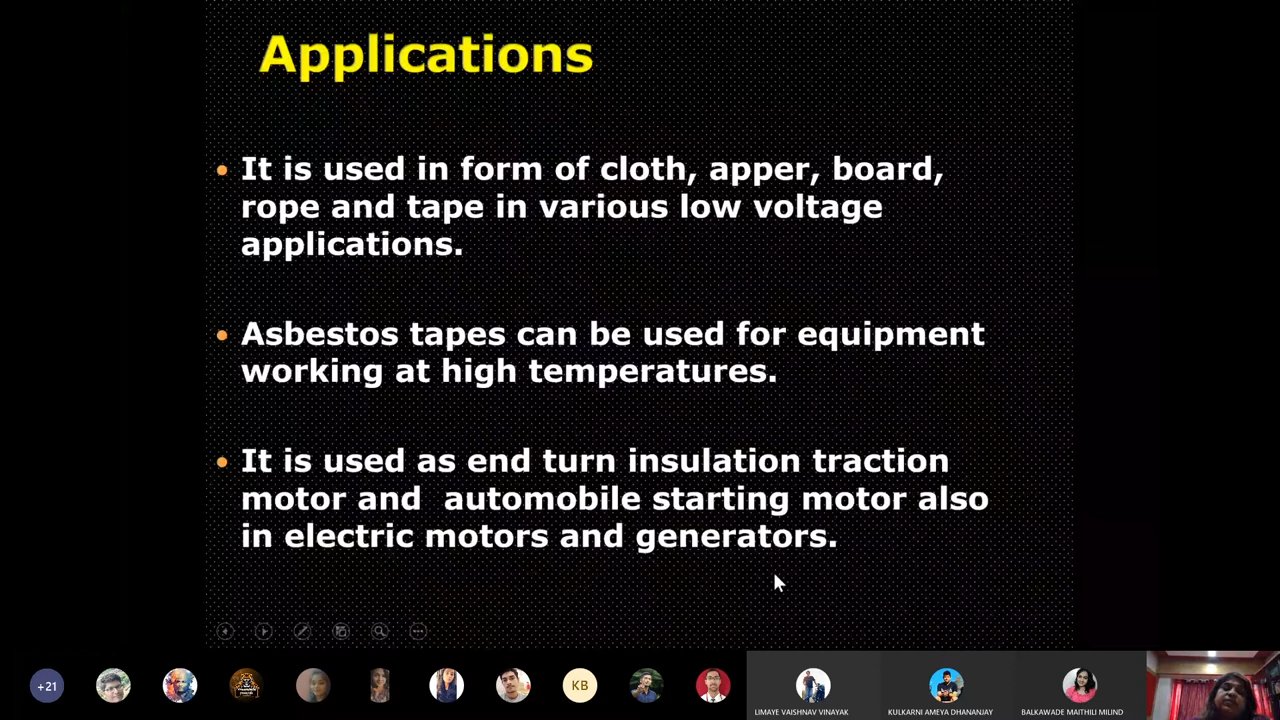 Applications
• It is used in form of cloth, apper, board,
rope and tape in various low voltage
applications.
• Asbestos tapes can be used for equipment
working at high temperatures.
• It is used as end turn insulation traction
motor and automobile starting motor also
in electric motors and generators.
+21
KB
LIMAYE VAISHNAV VINAYAK
KULKARNI AMEYA DHANANJAY
BALKAWADE MAITHILI MILIND